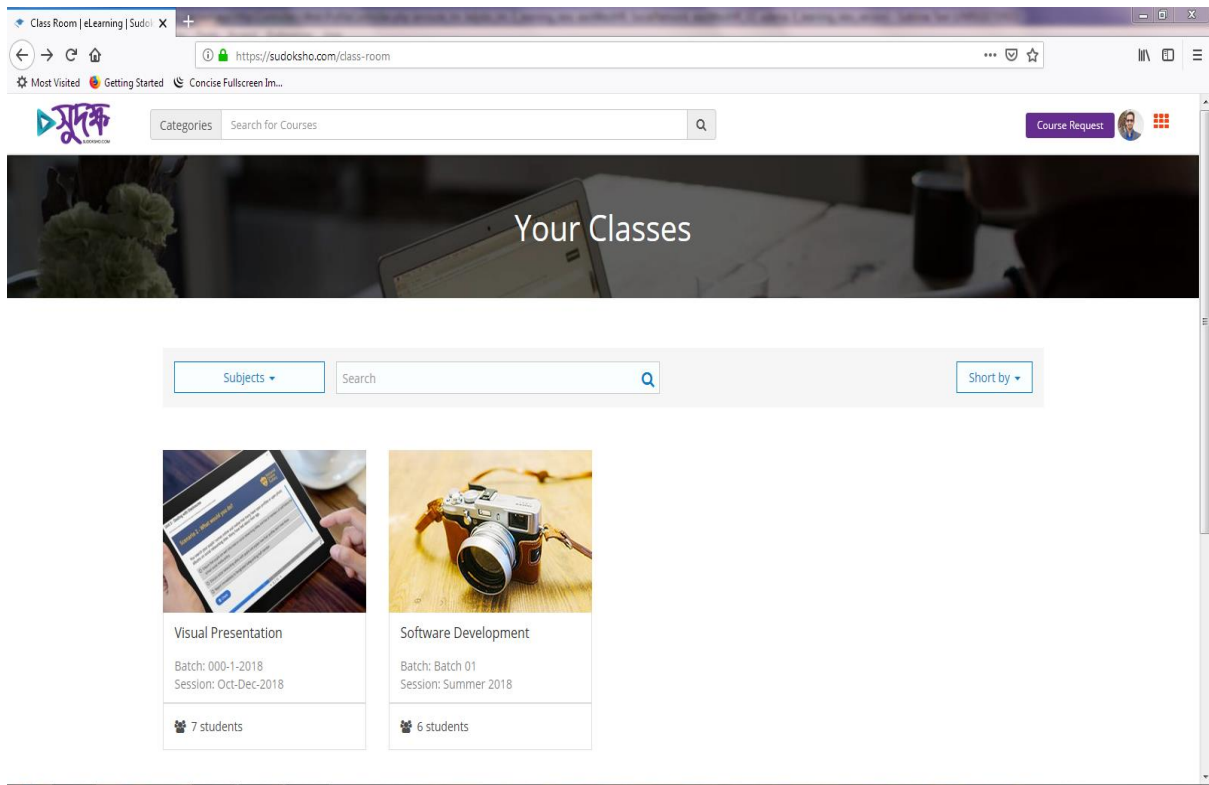 Class Room | eLearning | Sudok
https://sudoksho.com/class-room
Most Visited Getting Started Concise Fullscreen Im...
সুদক্ষ
SUDOKSHO.COM
Categories Search for Courses Course Request
Your Classes
Subjects Search Short by
Visual Presentation
Batch: 000-1-2018
Session: Oct-Dec-2018
7 students
Software Development
Batch: Batch 01
Session: Summer 2018
6 students